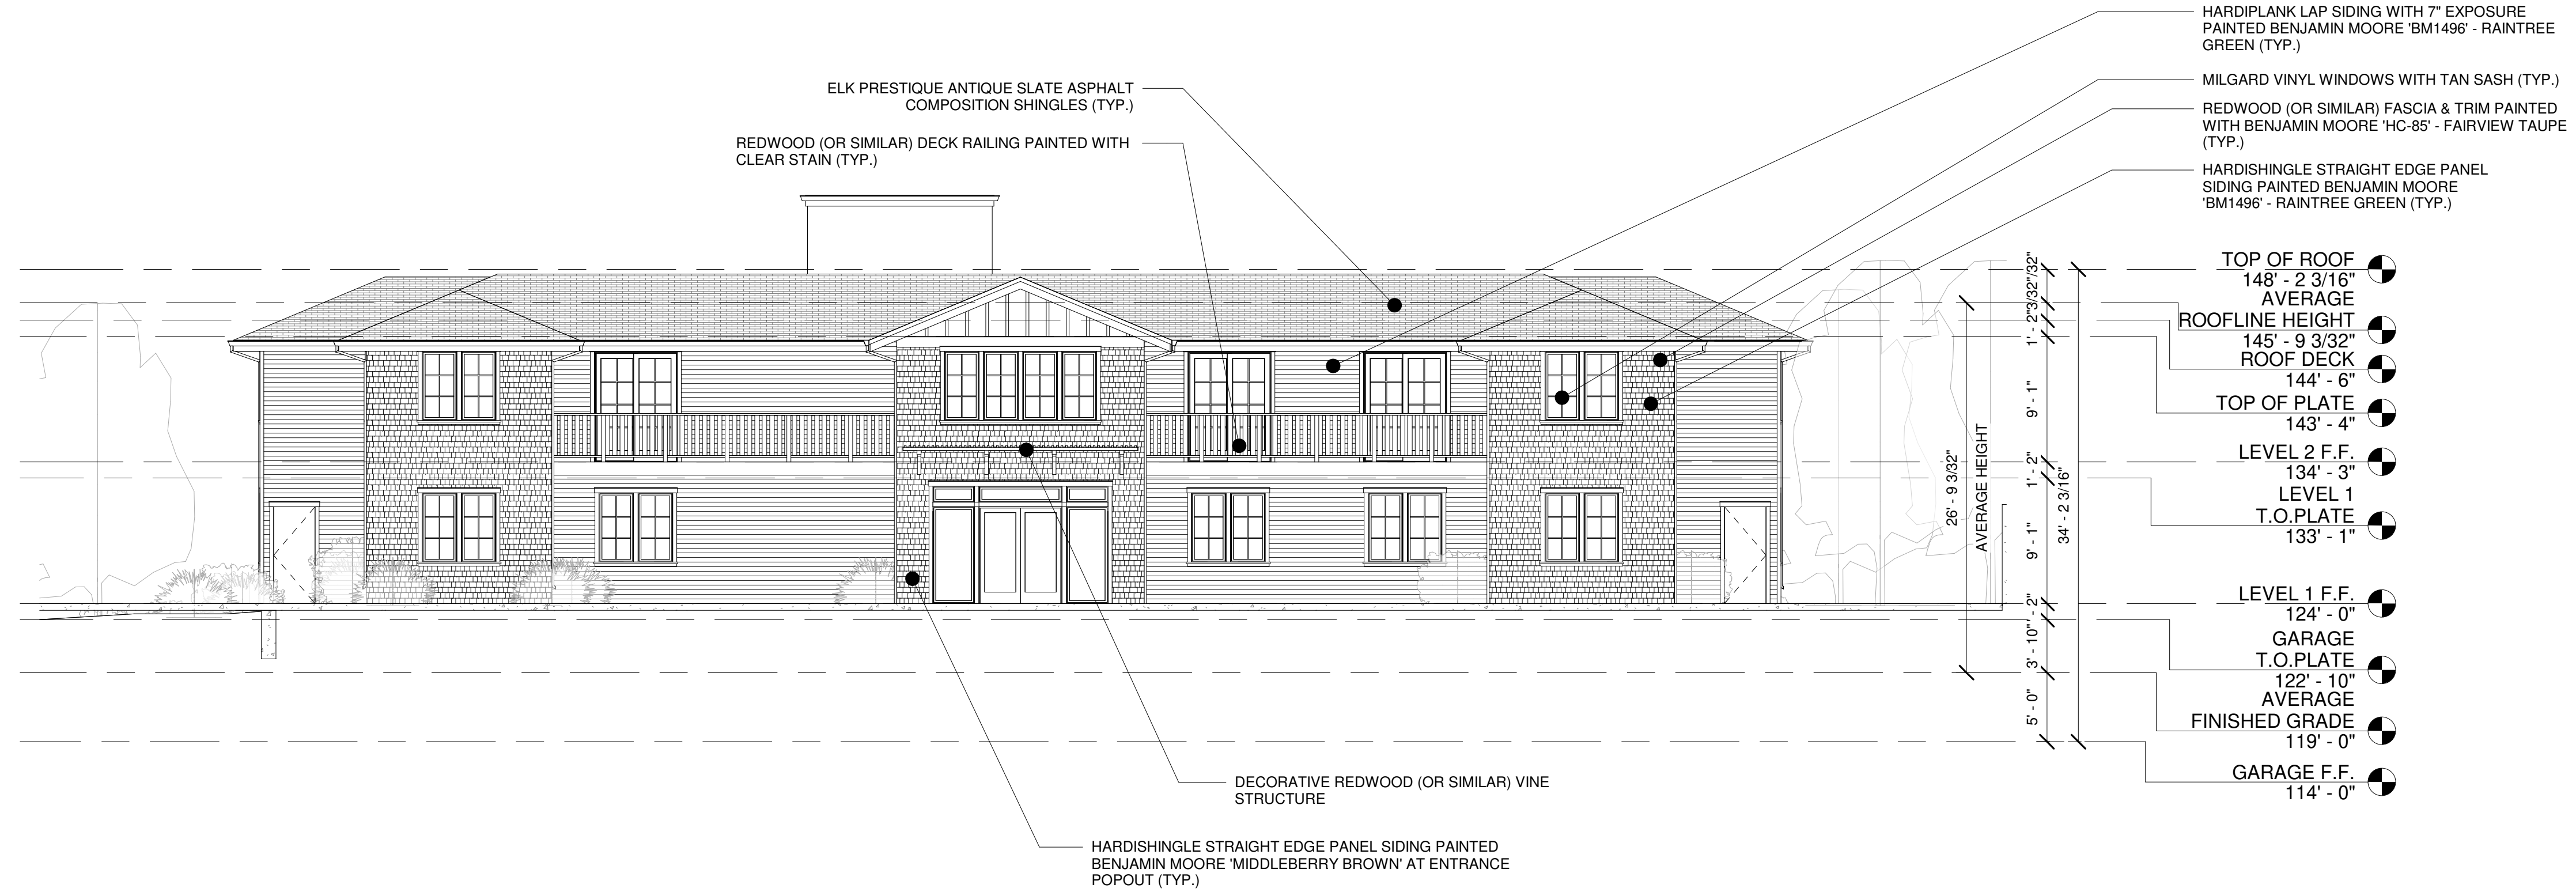 HARDIPLANK LAP SIDING WITH 7" EXPOSURE
PAINTED BENJAMIN MOORE 'BM1496' - RAINTREE
GREEN (TYP.)
MILGARD VINYL WINDOWS WITH TAN SASH (TYP.)
REDWOOD (OR SIMILAR) FASCIA & TRIM PAINTED
WITH BENJAMIN MOORE 'HC-85' - FAIRVIEW TAUPE
(TYP.)
HARDISHINGLE STRAIGHT EDGE PANEL
SIDING PAINTED BENJAMIN MOORE
'BM1496' - RAINTREE GREEN (TYP.)
ELK PRESTIQUE ANTIQUE SLATE ASPHALT
COMPOSITION SHINGLES (TYP.)
REDWOOD (OR SIMILAR) DECK RAILING PAINTED WITH
CLEAR STAIN (TYP.)
TOP OF ROOF
148' - 2 3/16"
AVERAGE
ROOFLINE HEIGHT
145' - 9 3/32"
ROOF DECK
144' - 6"
TOP OF PLATE
143' - 4"
LEVEL 2 F.F.
134' - 3"
LEVEL 1
T.O.PLATE
133' - 1"
LEVEL 1 F.F.
124' - 0"
GARAGE
T.O.PLATE
122' - 10"
AVERAGE
FINISHED GRADE
119' - 0"
GARAGE F.F.
114' - 0"
1' - 2"
9' - 1"
1' - 2"
9' - 1"
3' - 10"
5' - 0"
26' - 9 3/32"
AVERAGE HEIGHT
34' - 2 3/16"
DECORATIVE REDWOOD (OR SIMILAR) VINE
STRUCTURE
HARDISHINGLE STRAIGHT EDGE PANEL SIDING PAINTED
BENJAMIN MOORE 'MIDDLEBERRY BROWN' AT ENTRANCE
POPOUT (TYP.)